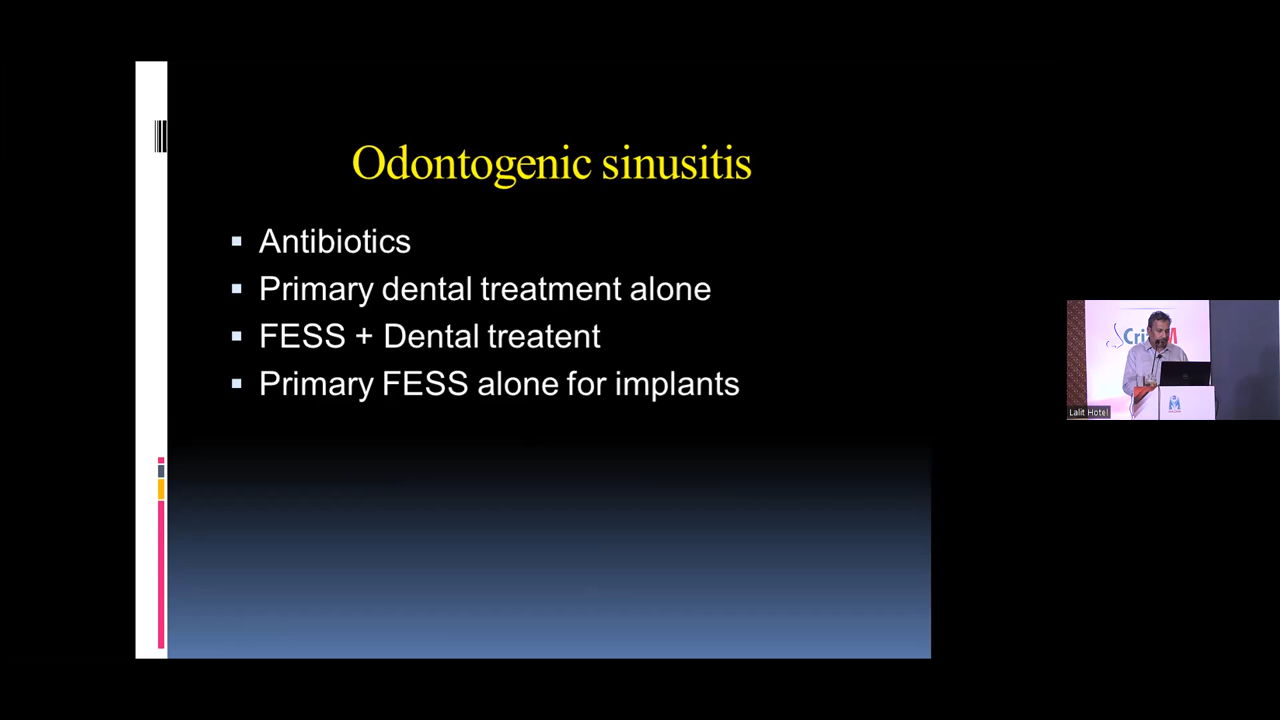 Odontogenic sinusitis
Antibiotics
Primary dental treatment alone
FESS + Dental treatent
Primary FESS alone for implants
Lalit Hotel